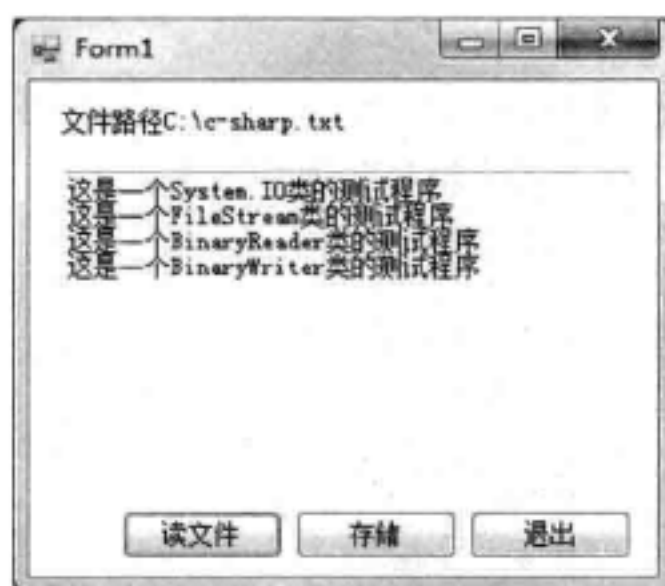 Form1
文件路径C:\c-sharp.txt
这是一个System.IO类的测试程序
这是一个FileStream类的测试程序
这是一个BinaryReader类的测试程序
这是一个BinaryWriter类的测试程序
读文件 存储 退出